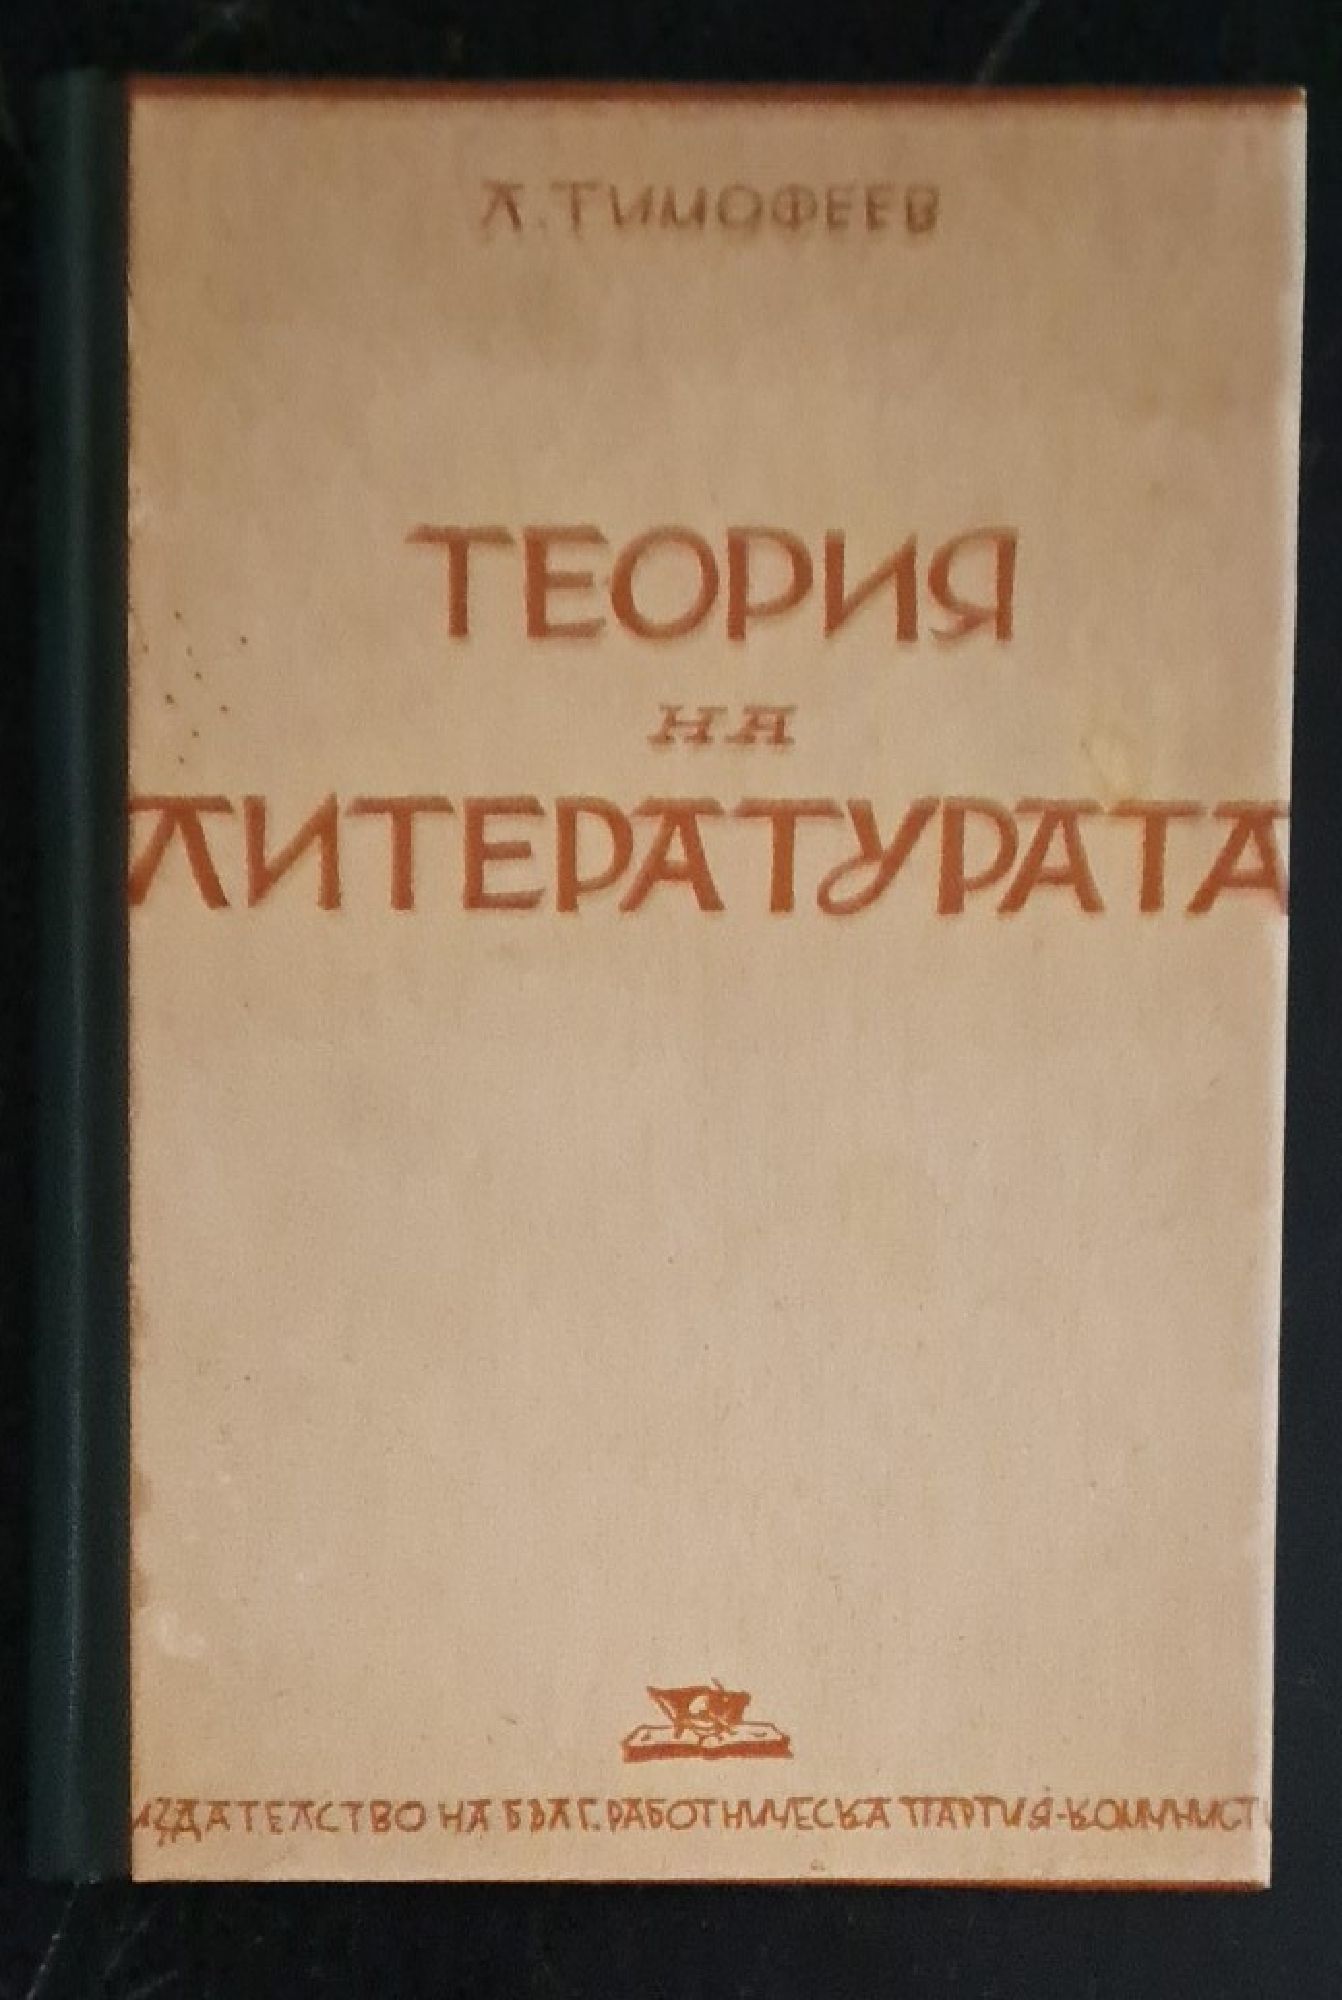 Л. ТИМОФЕЕВ
ТЕОРИЯ
НА
ЛИТЕРАТУРАТА
ИЗДАТЕЛСТВО НА БЪЛГ. РАБОТНИЧЕСКА ПАРТИЯ-КОМУНИСТИ